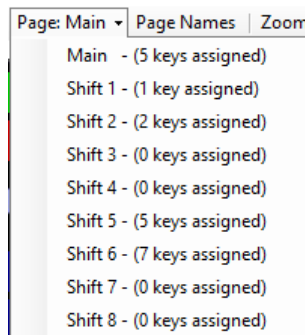 Page: Main Page Names Zoom
Main - (5 keys assigned)
Shift 1 - (1 key assigned)
Shift 2 - (2 keys assigned)
Shift 3 - (0 keys assigned)
Shift 4 - (0 keys assigned)
Shift 5 - (5 keys assigned)
Shift 6 - (7 keys assigned)
Shift 7 - (0 keys assigned)
Shift 8 - (0 keys assigned)